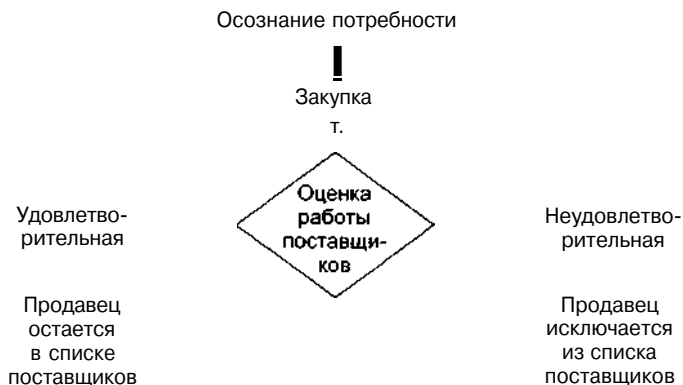 Осознание потребности
Закупка
т.
Оценка
работы
поставщи-
ков
Удовлетво-
рительная
Неудовлетво-
рительная
Продавец
остается
в списке
поставщиков
Продавец
исключается
из списка
поставщиков